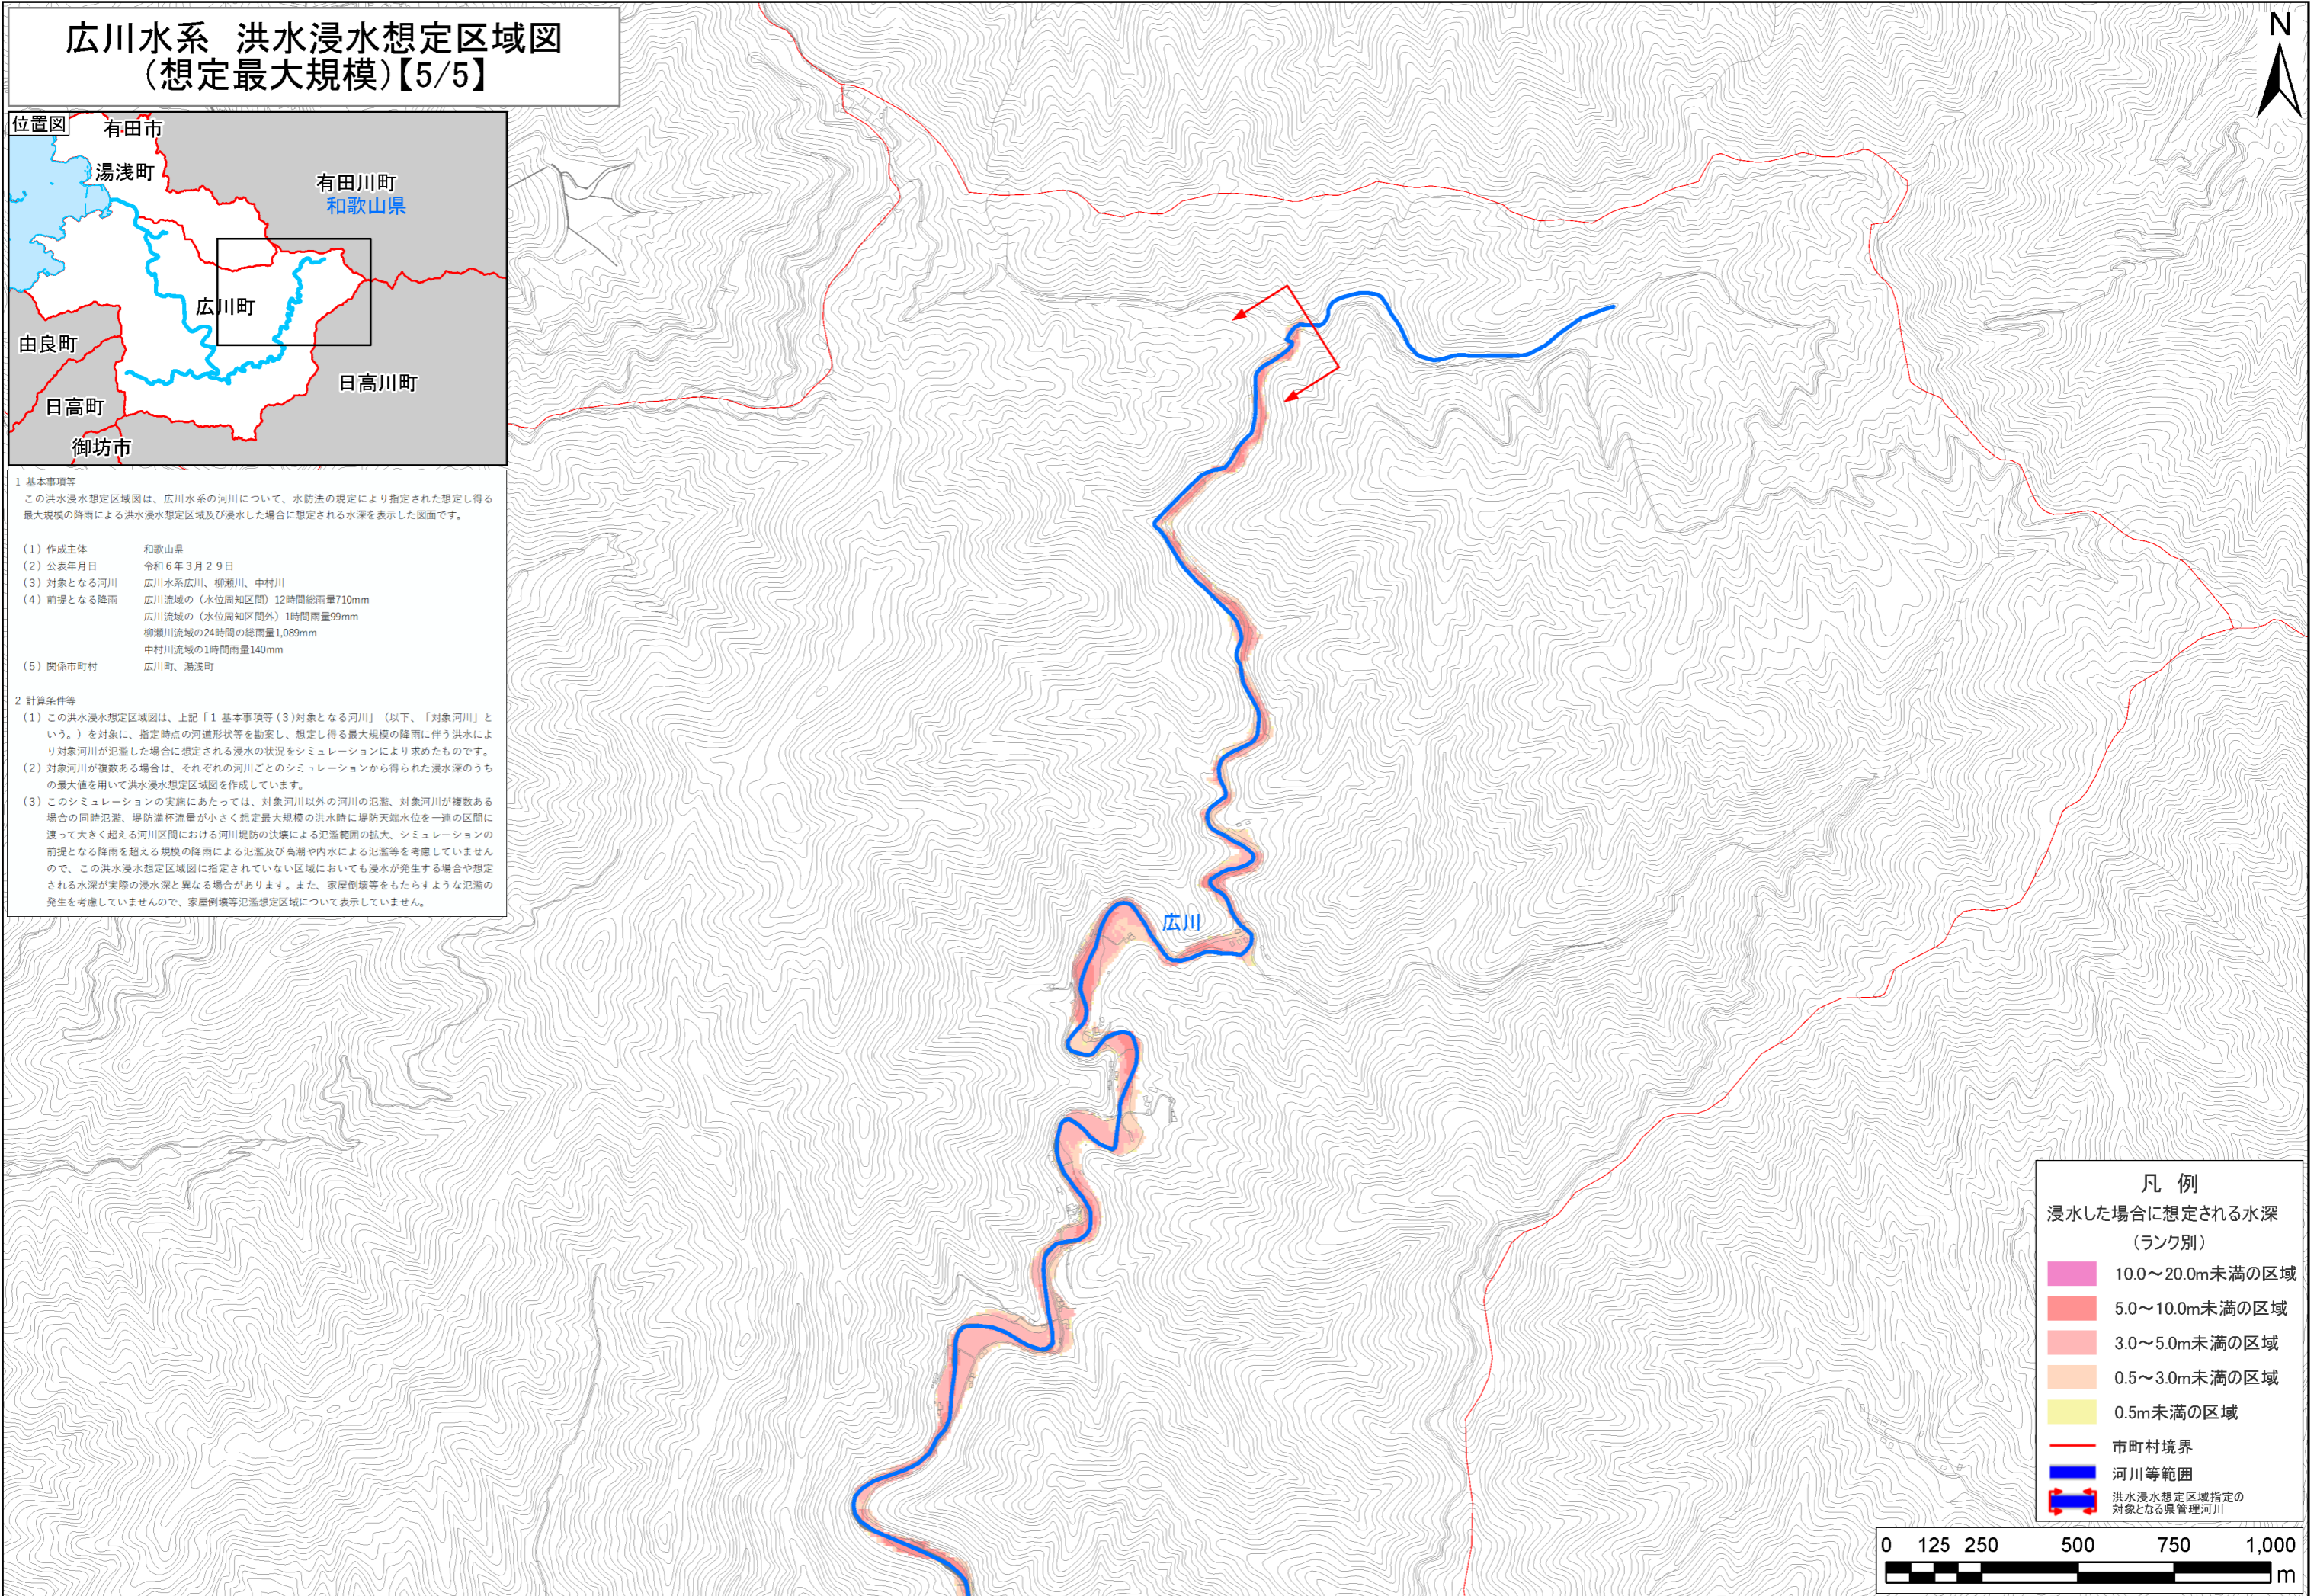 広川水系 洪水浸水想定区域図
(想定最大規模)【5/5】
位置図
有田市
湯浅町
有田川町
和歌山県
広川町
由良町
日高川町
日高町
御坊市
1 基本事項等
この洪水浸水想定区域図は、広川水系の河川について、水防法の規定により指定された想定し得る
最大規模の降雨による洪水浸水想定区域及び浸水した場合に想定される水深を表示した図面です。
(1) 作成主体 和歌山県
(2) 公表年月日 令和6年3月29日
(3) 対象となる河川 広川水系広川、柳瀬川、中村川
(4) 前提となる降雨 広川流域の(水位周知区間)12時間総雨量710mm
広川流域の(水位周知区間外)1時間雨量99mm
柳瀬川流域の24時間の総雨量1,089mm
中村川流域の1時間雨量140mm
(5) 関係市町村 広川町、湯浅町
2 計算条件等
(1) この洪水浸水想定区域図は、上記「1 基本事項等(3)対象となる河川」(以下、「対象河川」と
いう。)を対象に、指定時点の河道形状等を勘案し、想定し得る最大規模の降雨に伴う洪水によ
り対象河川が氾濫した場合に想定される浸水の状況をシミュレーションにより求めたものです。
(2) 対象河川が複数ある場合は、それぞれの河川ごとのシミュレーションから得られた浸水深のうち
の最大値を用いて洪水浸水想定区域図を作成しています。
(3) このシミュレーションの実施にあたっては、対象河川以外の河川の氾濫、対象河川が複数ある
場合の同時氾濫、堤防満杯流量が小さく想定最大規模の洪水時に堤防天端水位を一連の区間に
渡って大きく超える河川区間における河川堤防の決壊による氾濫範囲の拡大、シミュレーションの
前提となる降雨を超える規模の降雨による氾濫及び高潮や内水による氾濫等を考慮していません
ので、この洪水浸水想定区域図に指定されていない区域においても浸水が発生する場合や想定
される水深が実際の浸水深と異なる場合があります。また、家屋倒壊等をもたらすような氾濫の
発生を考慮していませんので、家屋倒壊等氾濫想定区域について表示していません。
N
広川
凡 例
浸水した場合に想定される水深
(ランク別)
10.0～20.0m未満の区域
5.0～10.0m未満の区域
3.0～5.0m未満の区域
0.5～3.0m未満の区域
0.5m未満の区域
市町村境界
河川等範囲
洪水浸水想定区域指定の
対象となる県管理河川
0 125 250 500 750 1,000
m